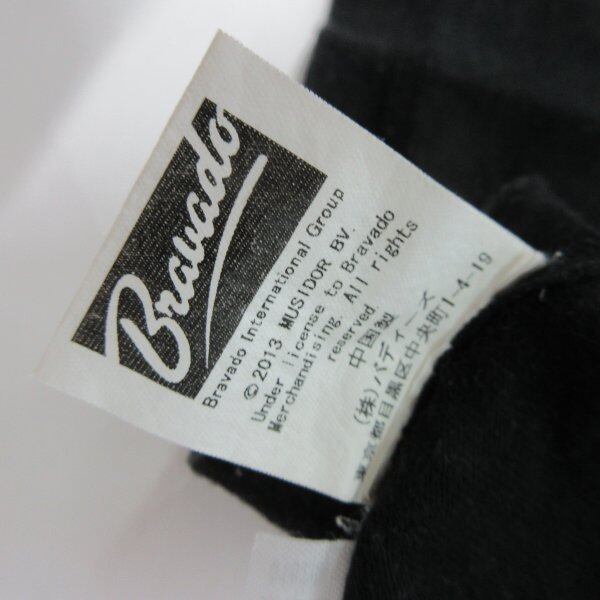 Bravado
Bravado International Group
© 2013 MUSIDOR BV.
Under license to Bravado
Merchandising. All rights
reserved
中国製
(株)バディーズ
東京都目黒区中央町1-4-19